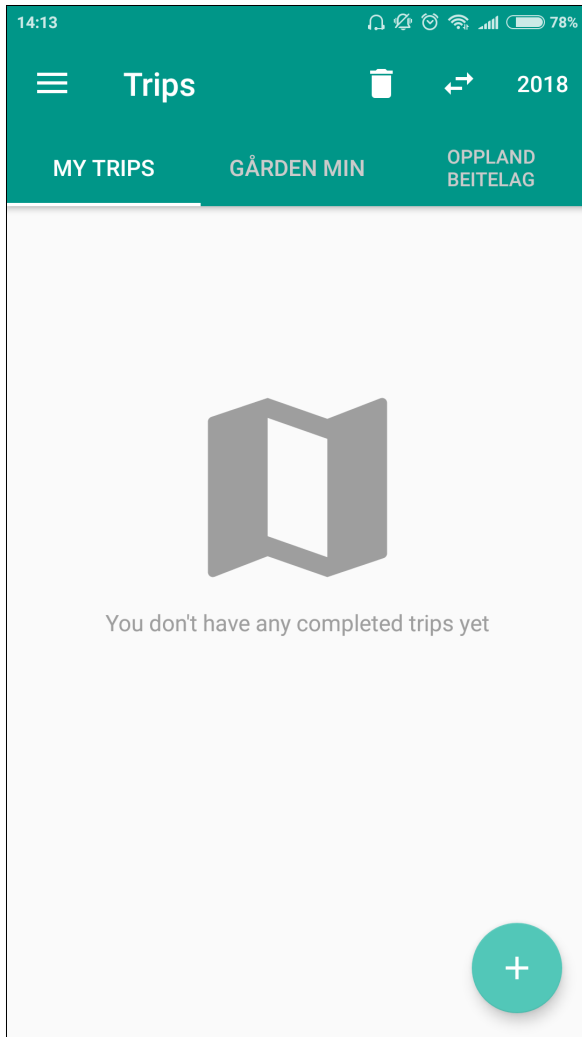 14:13 78%
Trips 2018
MY TRIPS GÅRDEN MIN OPPLAND
BEITELAG
You don't have any completed trips yet